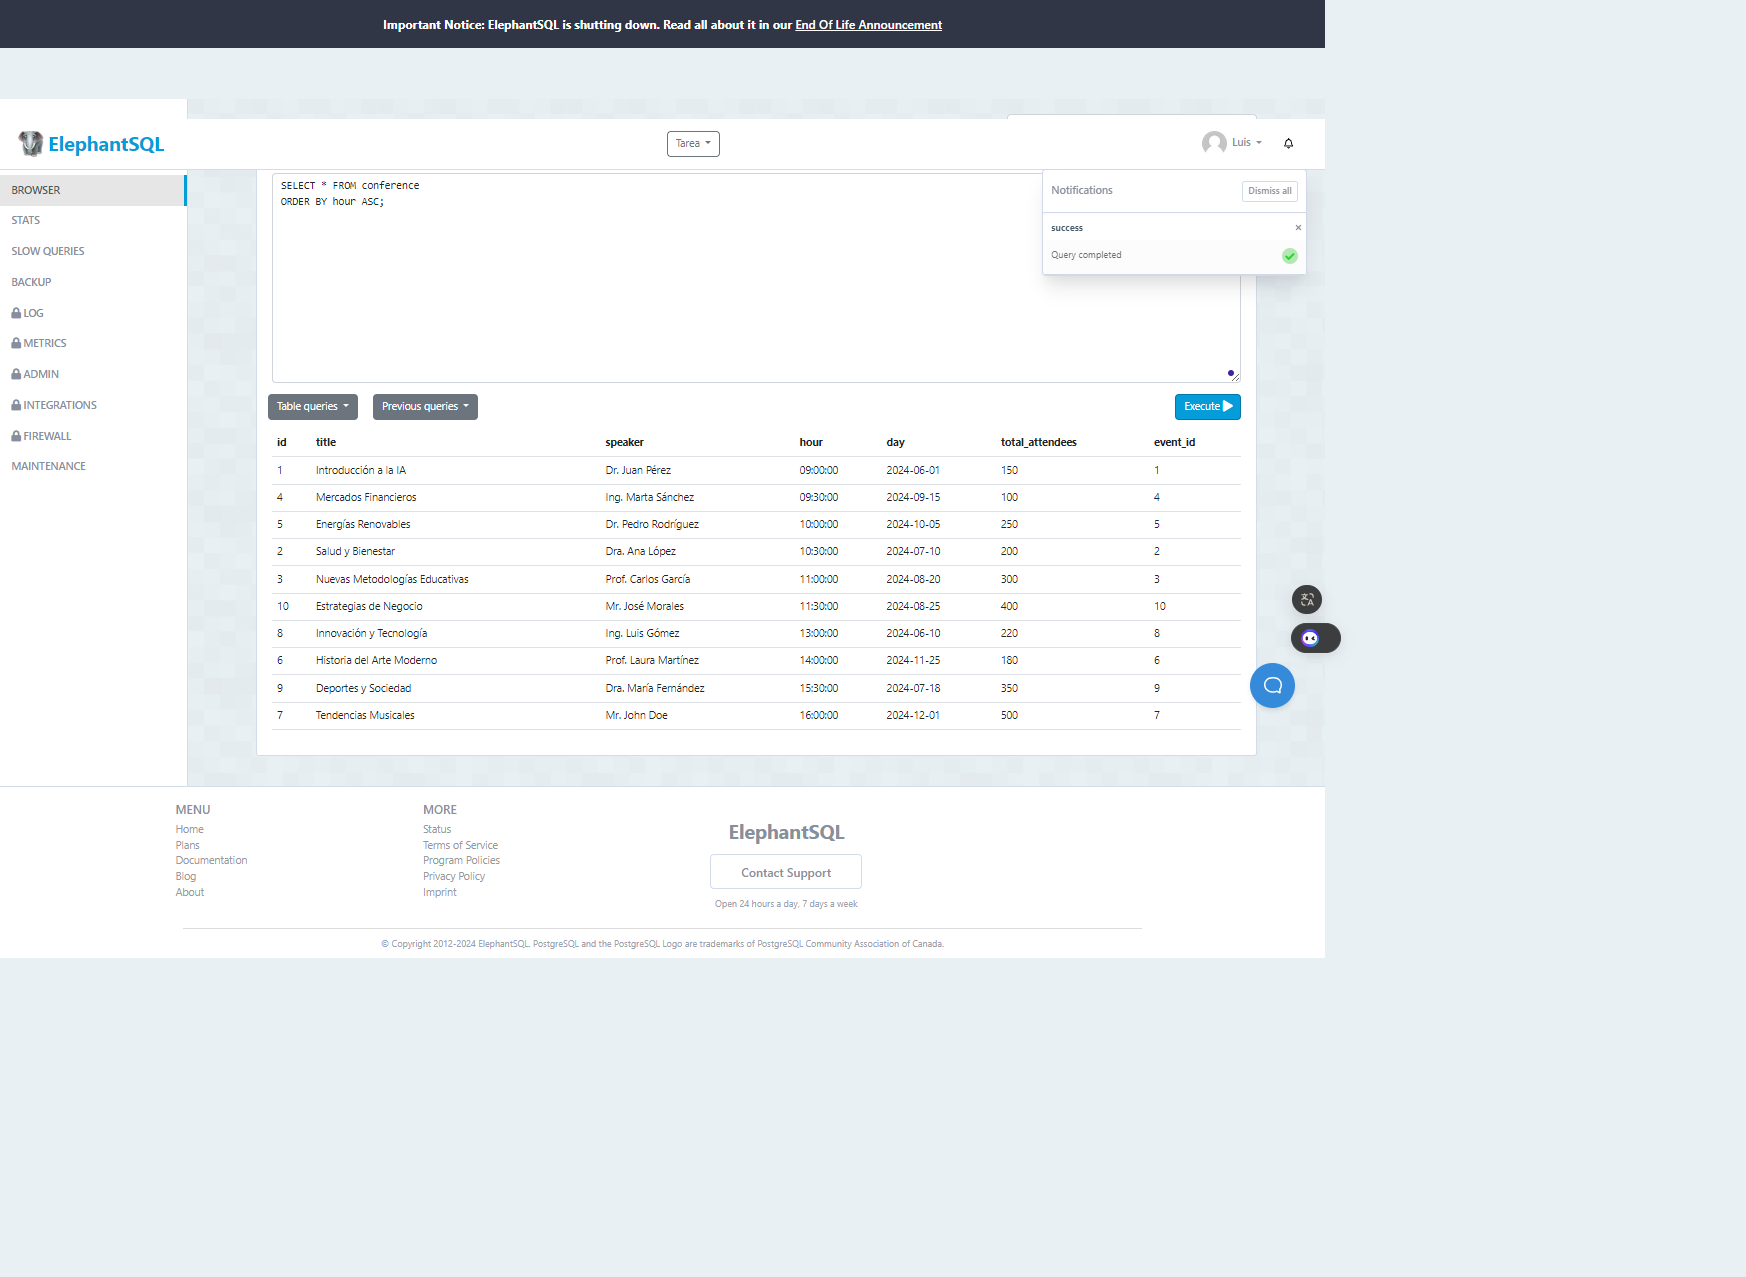 Important Notice: ElephantSQL is shutting down. Read all about it in our End Of Life Announcement
ElephantSQL
Tarea
Luis
BROWSER
STATS
SLOW QUERIES
BACKUP
LOG
METRICS
ADMIN
INTEGRATIONS
FIREWALL
MAINTENANCE
SELECT * FROM conference
ORDER BY hour ASC;
Notifications Dismiss all
success ×
Query completed
Table queries Previous queries Execute
id title speaker hour day total_attendees event_id
1 Introducción a la IA Dr. Juan Pérez 09:00:00 2024-06-01 150 1
4 Mercados Financieros Ing. Marta Sánchez 09:30:00 2024-09-15 100 4
5 Energías Renovables Dr. Pedro Rodríguez 10:00:00 2024-10-05 250 5
2 Salud y Bienestar Dra. Ana López 10:30:00 2024-07-10 200 2
3 Nuevas Metodologías Educativas Prof. Carlos García 11:00:00 2024-08-20 300 3
10 Estrategias de Negocio Mr. José Morales 11:30:00 2024-08-25 400 10
8 Innovación y Tecnología Ing. Luis Gómez 13:00:00 2024-06-10 220 8
6 Historia del Arte Moderno Prof. Laura Martínez 14:00:00 2024-11-25 180 6
9 Deportes y Sociedad Dra. María Fernández 15:30:00 2024-07-18 350 9
7 Tendencias Musicales Mr. John Doe 16:00:00 2024-12-01 500 7
MENU
Home
Plans
Documentation
Blog
About
MORE
Status
Terms of Service
Program Policies
Privacy Policy
Imprint
ElephantSQL
Contact Support
Open 24 hours a day, 7 days a week
© Copyright 2012-2024 ElephantSQL. PostgreSQL and the PostgreSQL Logo are trademarks of PostgreSQL Community Association of Canada.